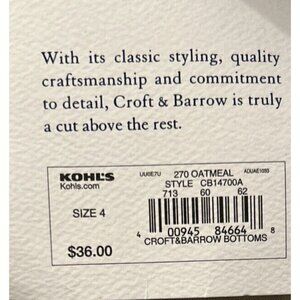 With its classic styling, quality
craftsmanship and commitment
to detail, Croft & Barrow is truly
a cut above the rest.
KOHL'S UU6E7U 270 OATMEAL ADUAE1093
Kohls.com STYLE CB14700A
713 60 62
SIZE 4
4 00945 84664 8
$36.00 CROFT&BARROW BOTTOMS